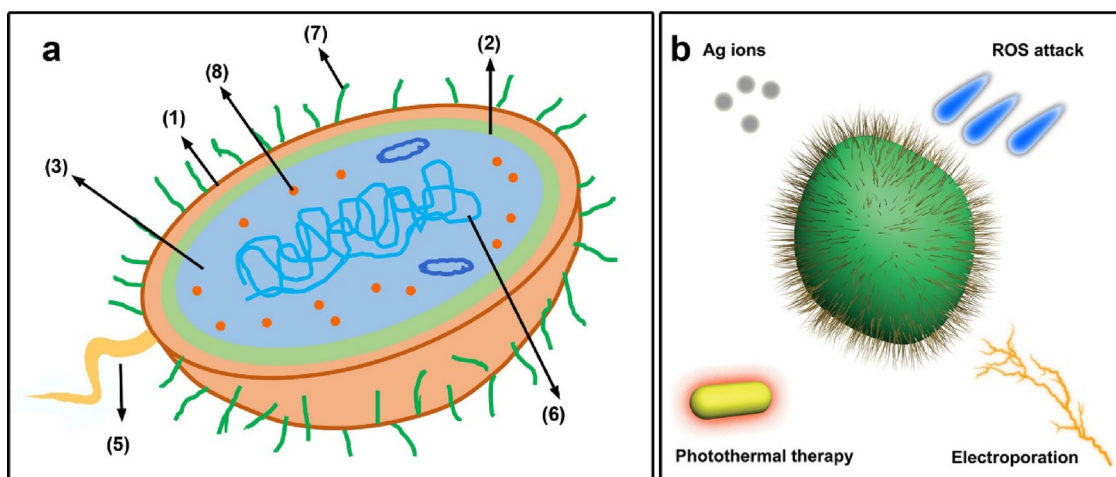 a
(7)
(2)
(8)
(1)
(3)
(5)
(6)
b
Ag ions
ROS attack
Photothermal therapy
Electroporation